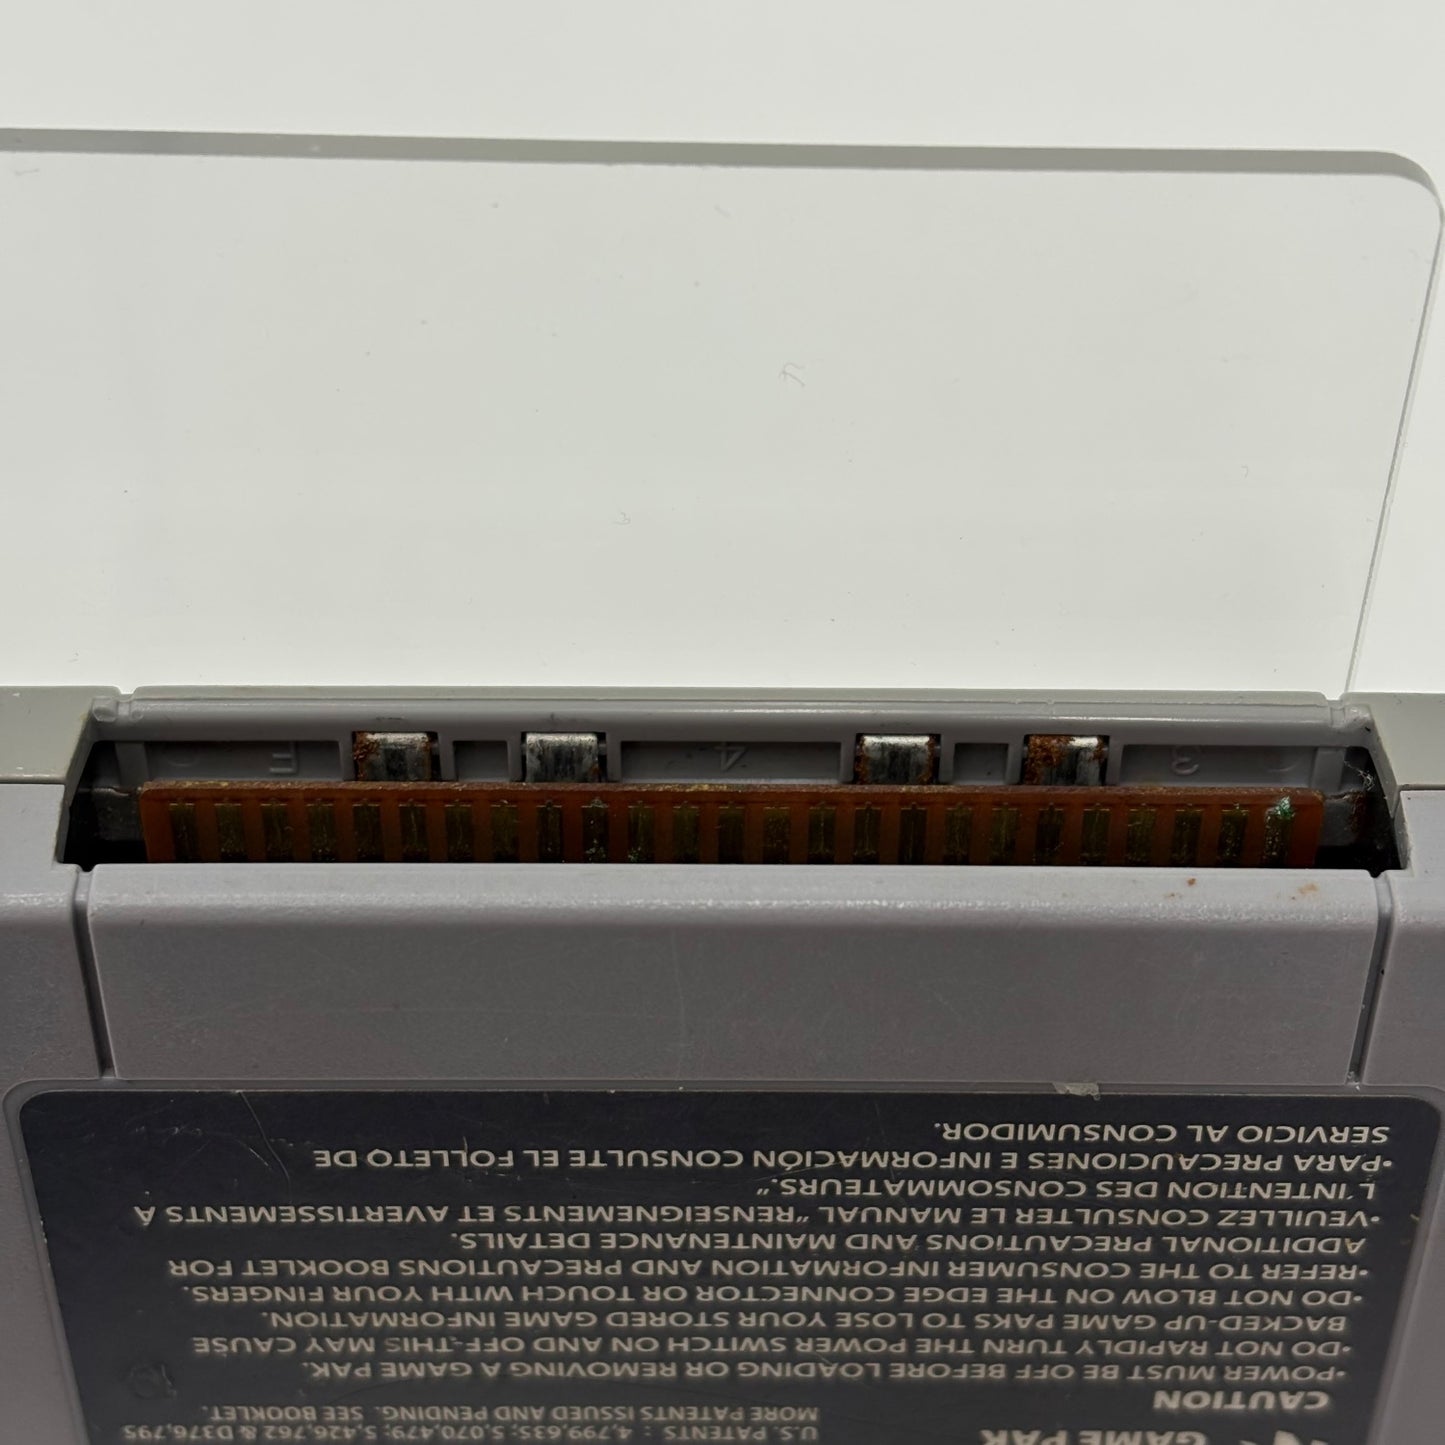 GAME PAK
U.S. PATENTS : 4,799,635; 5,070,479; 5,426,762 & D376,795
MORE PATENTS ISSUED AND PENDING. SEE BOOKLET.
CAUTION
•POWER MUST BE OFF BEFORE LOADING OR REMOVING A GAME PAK.
•DO NOT RAPIDLY TURN THE POWER SWITCH ON AND OFF-THIS MAY CAUSE
BACKED-UP GAME PAKS TO LOSE YOUR STORED GAME INFORMATION.
•DO NOT BLOW ON THE EDGE CONNECTOR OR TOUCH WITH YOUR FINGERS.
•REFER TO THE CONSUMER INFORMATION AND PRECAUTIONS BOOKLET FOR
ADDITIONAL PRECAUTIONS AND MAINTENANCE DETAILS.
•VEUILLEZ CONSULTER LE MANUAL "RENSEIGNEMENTS ET AVERTISSEMENTS À
L'INTENTION DES CONSOMMATEURS."
•PARA PRECAUCIONES E INFORMACIÓN CONSULTE EL FOLLETO DE
SERVICIO AL CONSUMIDOR.
3 4 E